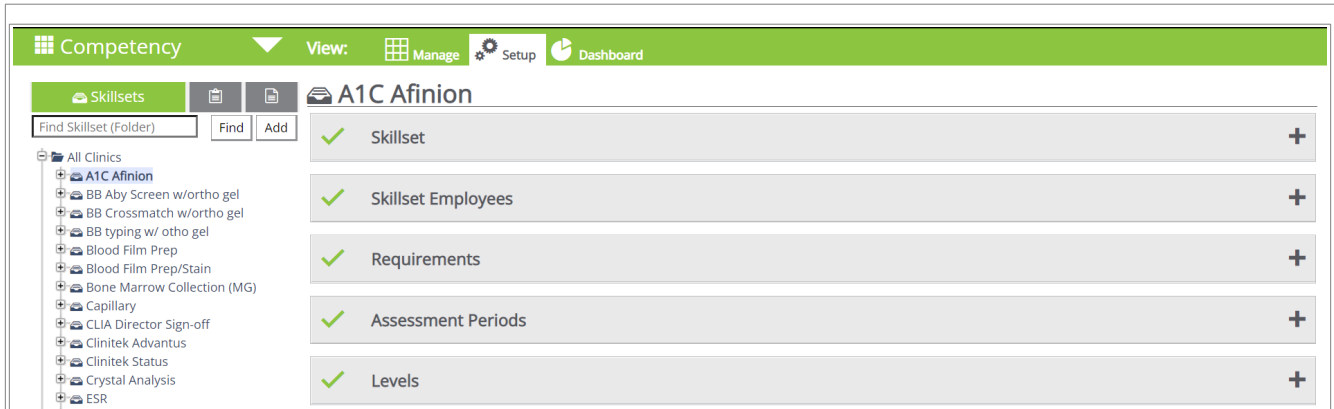 Competency View: Manage Setup Dashboard
Skillsets
Find Skillset (Folder) Find Add
All Clinics
A1C Afinion
BB Aby Screen w/ortho gel
BB Crossmatch w/ortho gel
BB typing w/ otho gel
Blood Film Prep
Blood Film Prep/Stain
Bone Marrow Collection (MG)
Capillary
CLIA Director Sign-off
Clinitek Advantus
Clinitek Status
Crystal Analysis
ESR
A1C Afinion
Skillset
Skillset Employees
Requirements
Assessment Periods
Levels